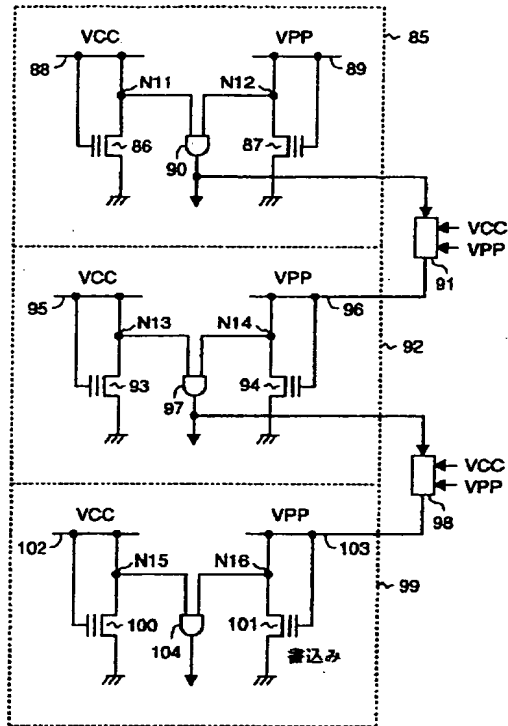 VCC VPP 85
88 N11 N12 89
86 87
90
VCC
VPP
91
VCC VPP
95 N13 N14 96
92
93 94
97
VCC
VPP
98
VCC VPP
102 N15 N16 103
99
100 101
104 書込み